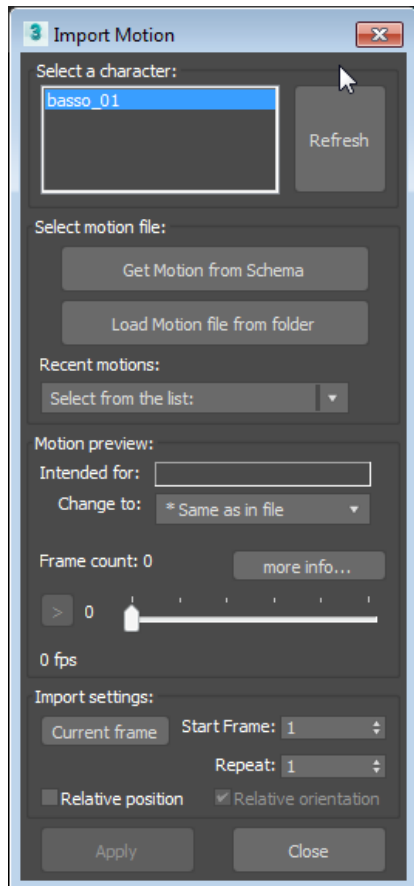 3 Import Motion
Select a character:
basso_01
Refresh
Select motion file:
Get Motion from Schema
Load Motion file from folder
Recent motions:
Select from the list:
Motion preview:
Intended for:
Change to: * Same as in file
Frame count: 0 more info...
> 0
0 fps
Import settings:
Current frame Start Frame: 1
Repeat: 1
Relative position Relative orientation
Apply Close